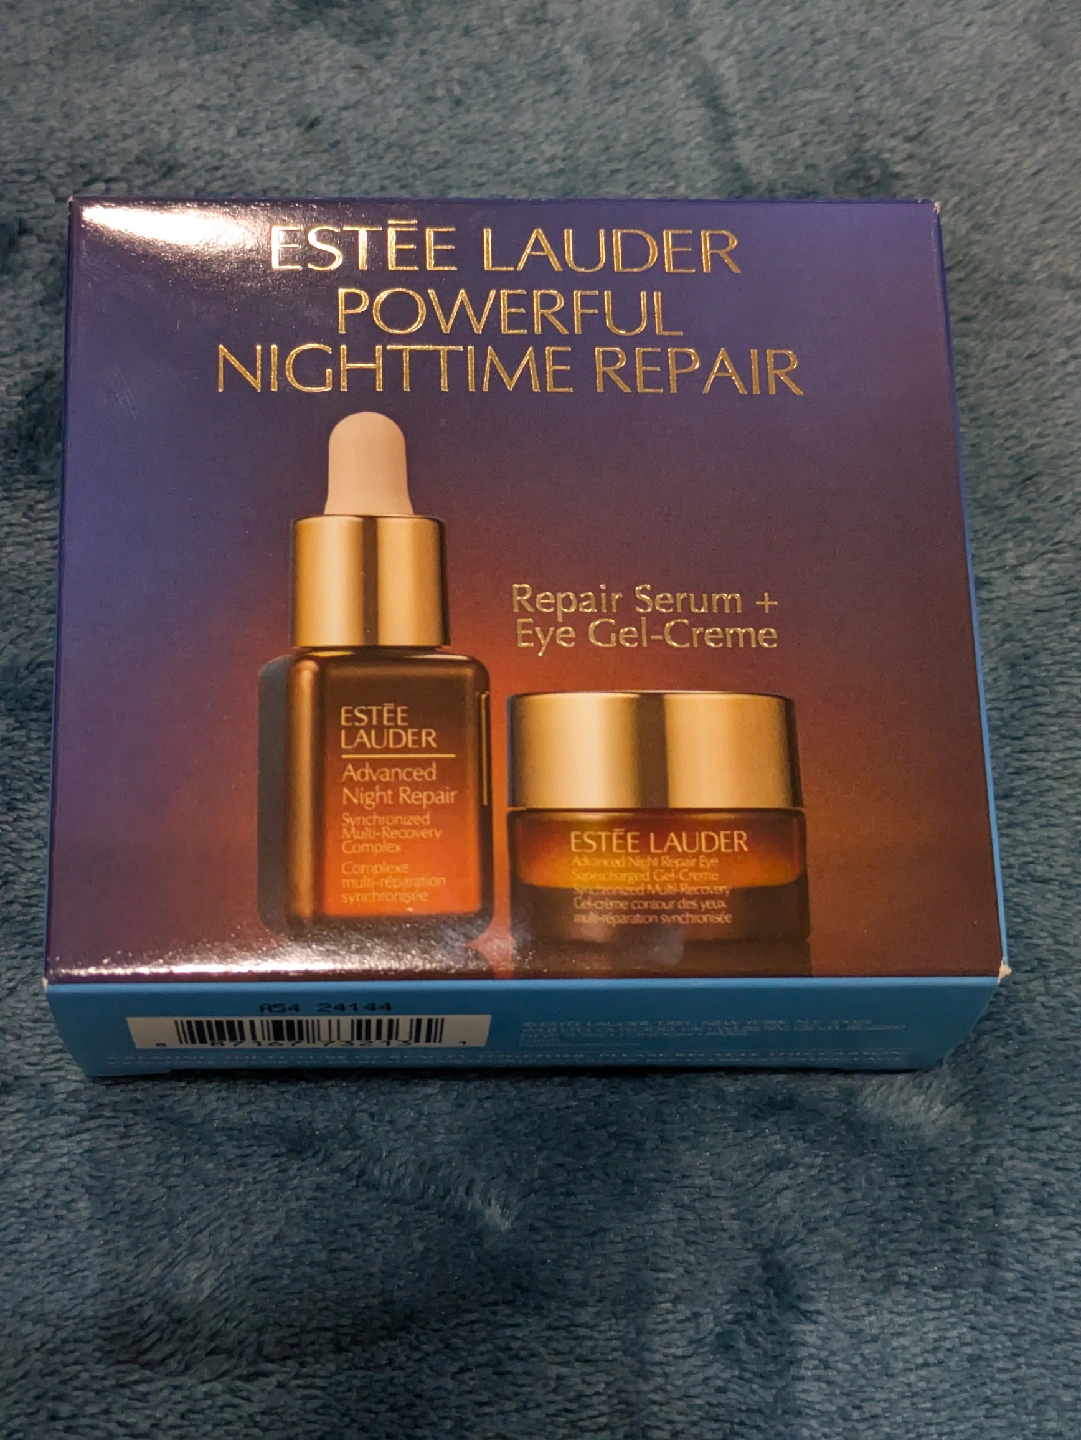 ESTĒE LAUDER
POWERFUL
NIGHTTIME REPAIR
Repair Serum +
Eye Gel-Creme
ESTĒE
LAUDER
Advanced
Night Repair
Synchronized
Multi-Recovery
Complex
Complexe
multi-réparation
synchronisée
ESTĒE LAUDER
Advanced Night Repair Eye
Supercharged Gel-Creme
Synchronized Multi-Recovery
Gel-crème contour des yeux
multi-réparation synchronisée
A54 24144